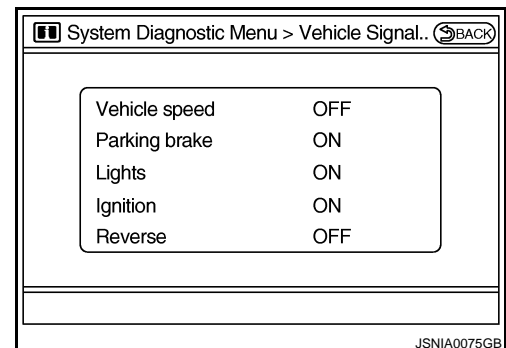 System Diagnostic Menu > Vehicle Signal.. BACK
Vehicle speed OFF
Parking brake ON
Lights ON
Ignition ON
Reverse OFF
JSNIA0075GB